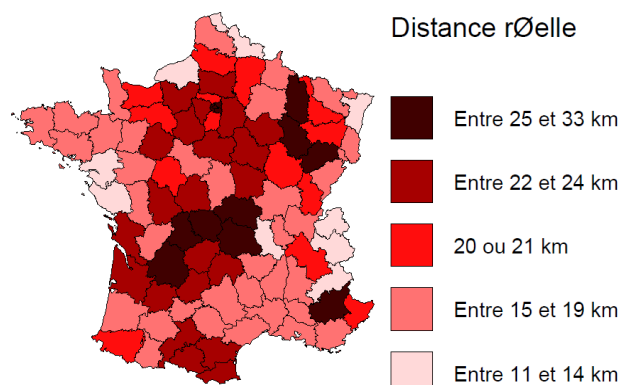 Distance rØelle
Entre 25 et 33 km
Entre 22 et 24 km
20 ou 21 km
Entre 15 et 19 km
Entre 11 et 14 km